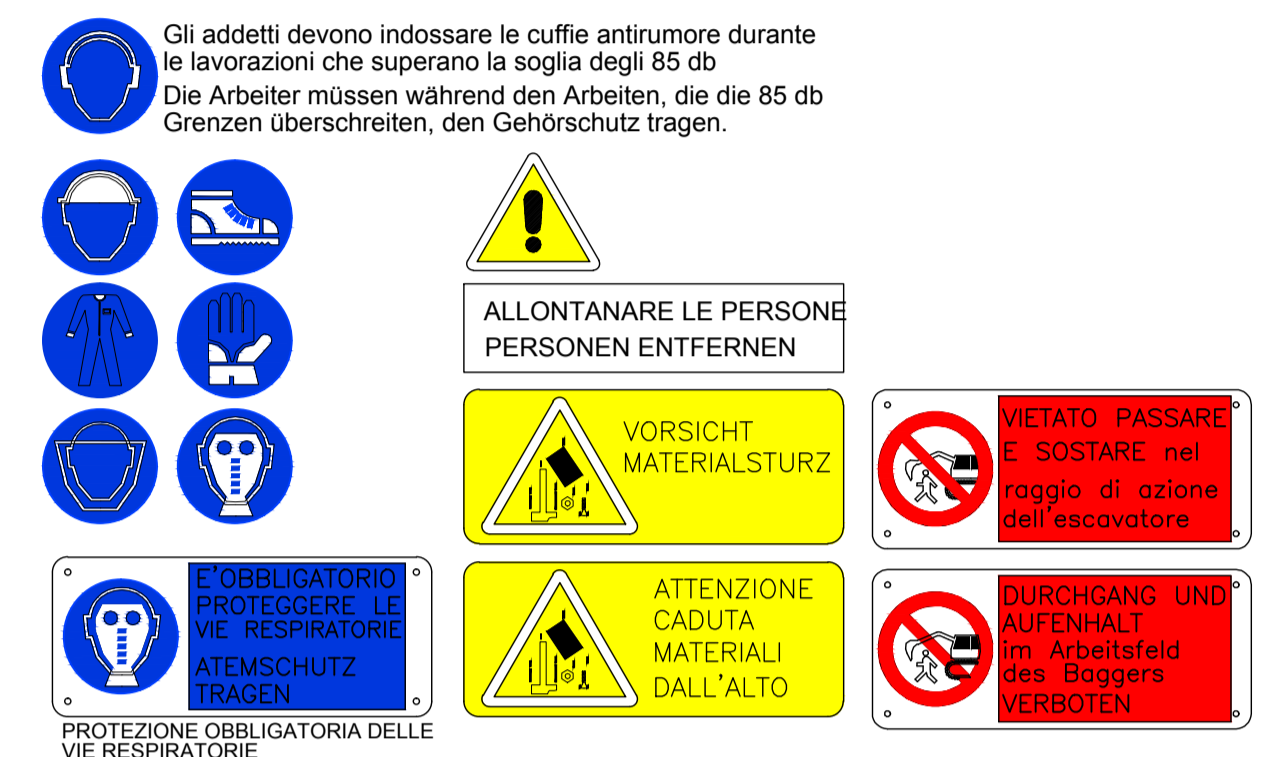 Gli addetti devono indossare le cuffie antirumore durante
le lavorazioni che superano la soglia degli 85 db
Die Arbeiter müssen während den Arbeiten, die die 85 db
Grenzen überschreiten, den Gehörschutz tragen.
ALLONTANARE LE PERSONE
PERSONEN ENTFERNEN
VORSICHT
MATERIALSTURZ
VIETATO PASSARE
E SOSTARE nel
raggio di azione
dell'escavatore
E'OBBLIGATORIO
PROTEGGERE LE
VIE RESPIRATORIE
ATEMSCHUTZ
TRAGEN
PROTEZIONE OBBLIGATORIA DELLE
VIE RESPIRATORIE
ATTENZIONE
CADUTA
MATERIALI
DALL'ALTO
DURCHGANG UND
AUFENHALT
im Arbeitsfeld
des Baggers
VERBOTEN